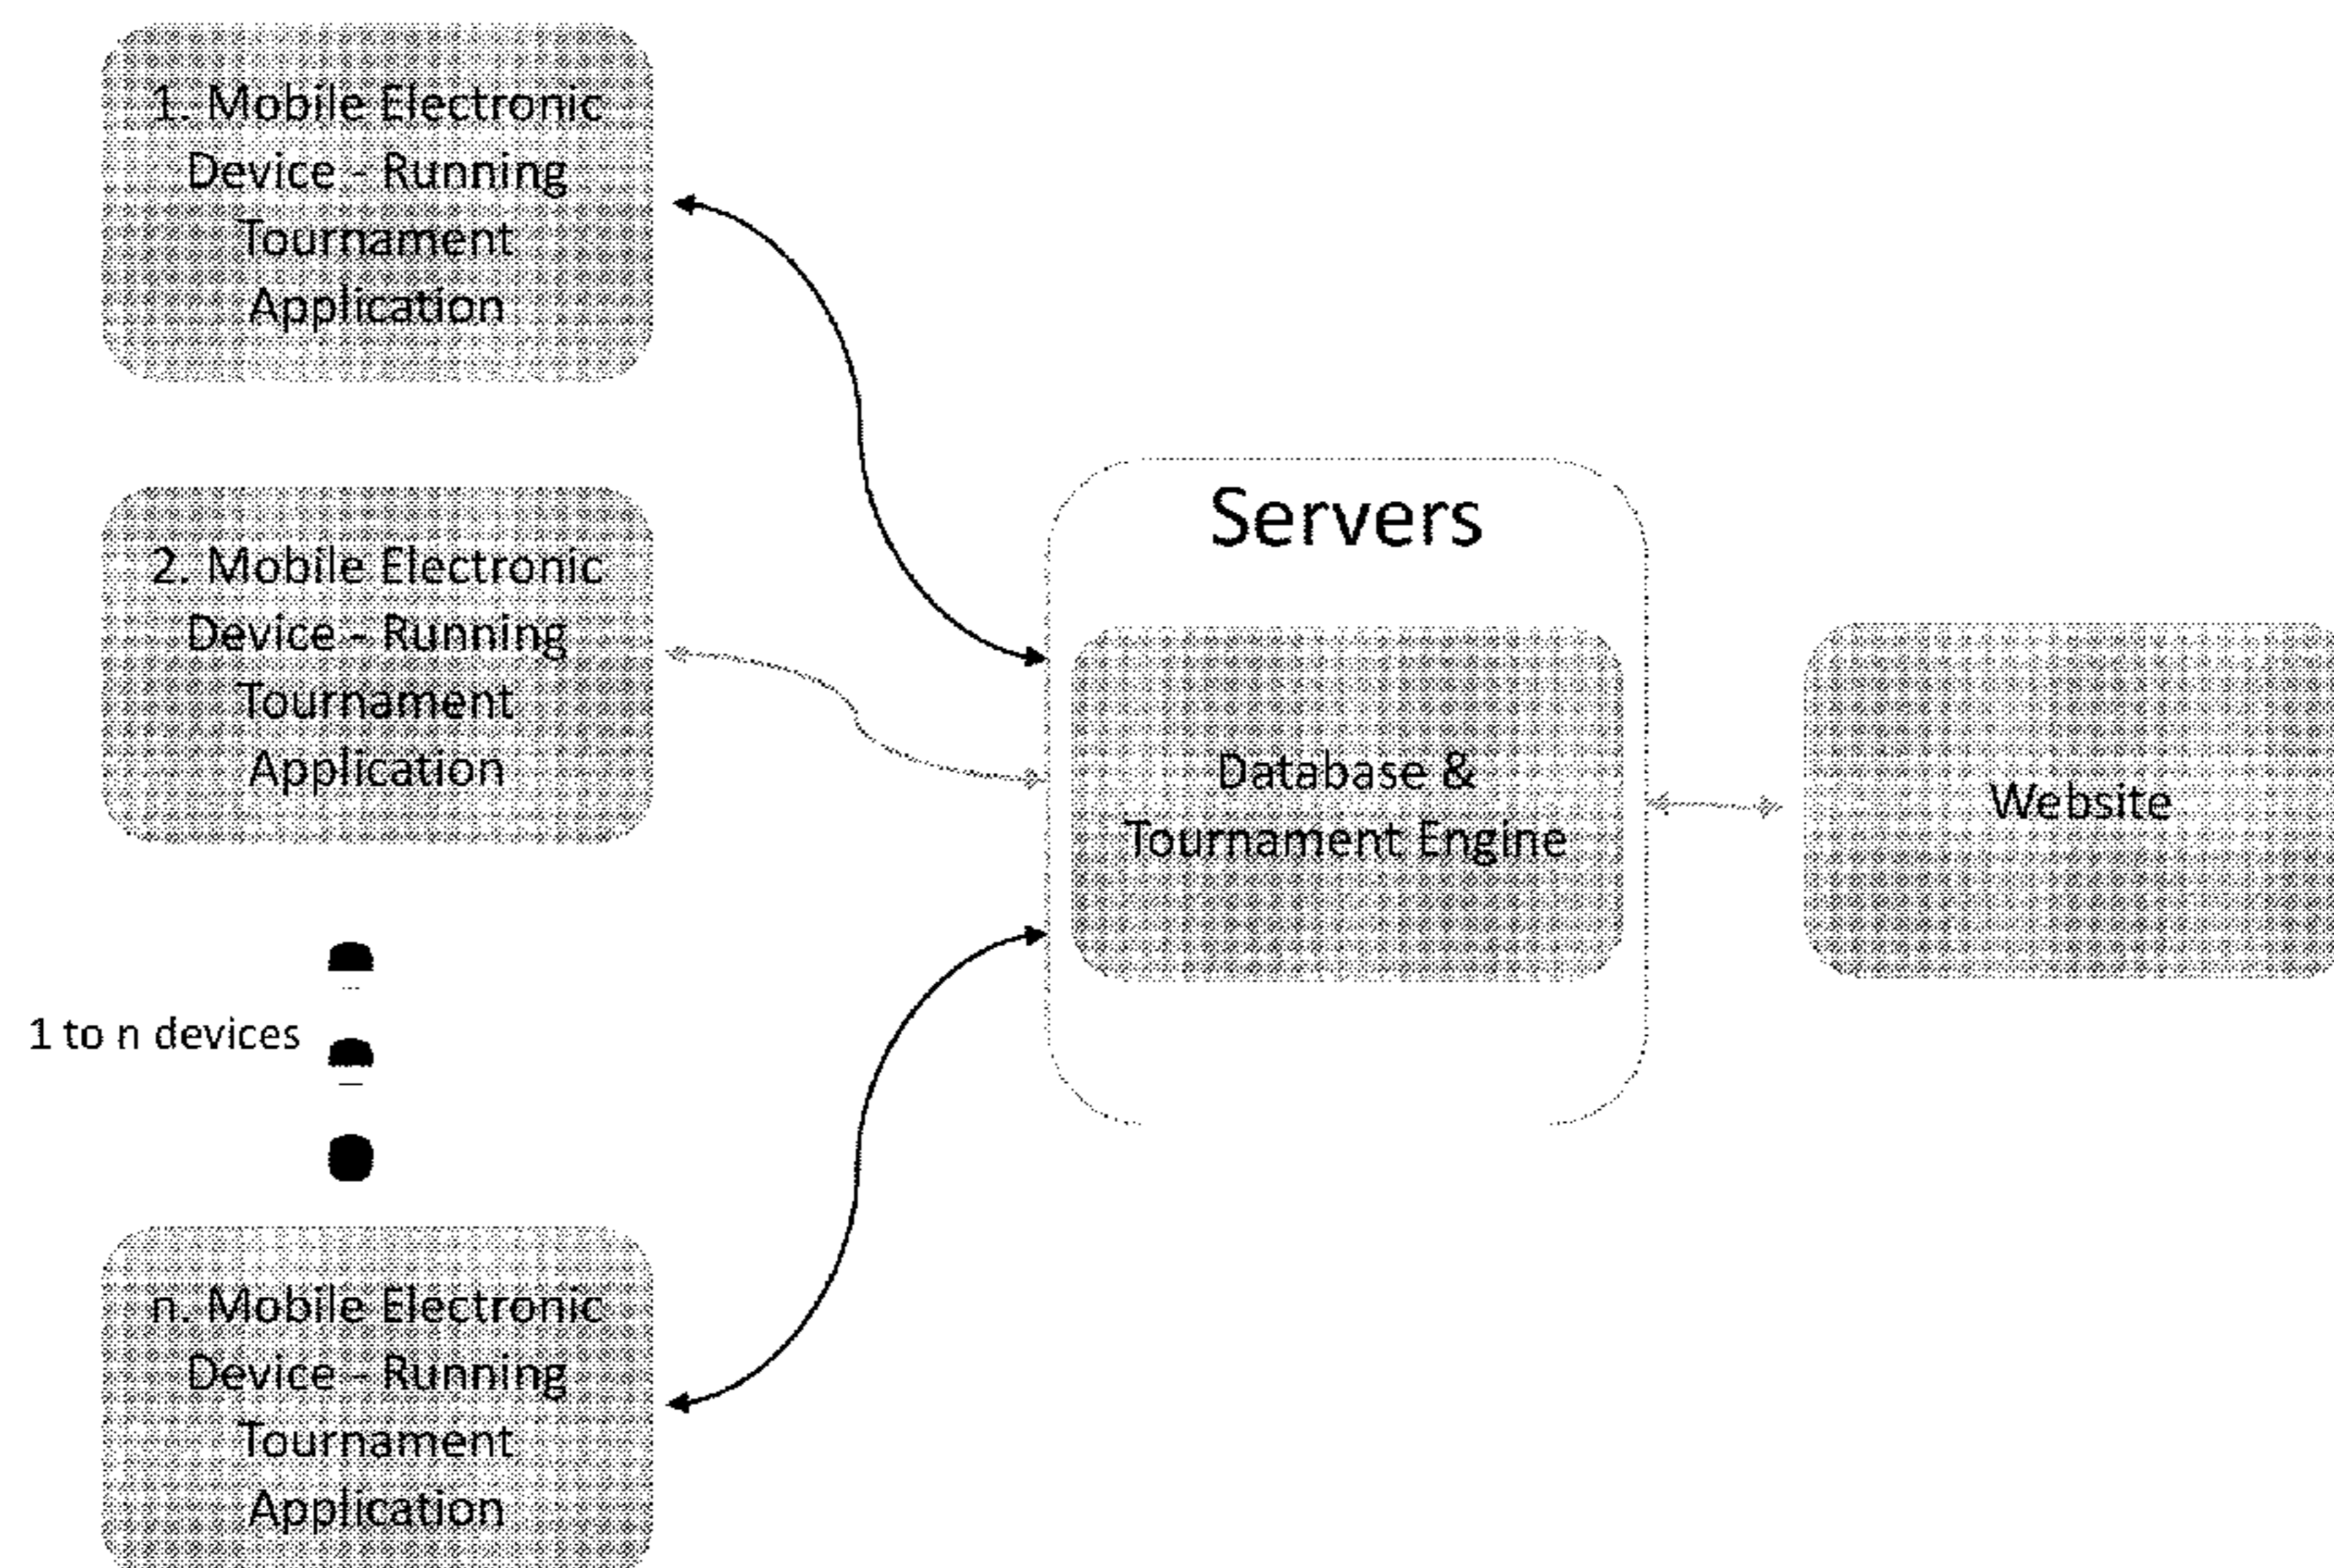 1. Mobile Electronic
Device - Running
Tournament
Application
2. Mobile Electronic
Device - Running
Tournament
Application
1 to n devices
n. Mobile Electronic
Device - Running
Tournament
Application
Servers
Database &
Tournament Engine
Website